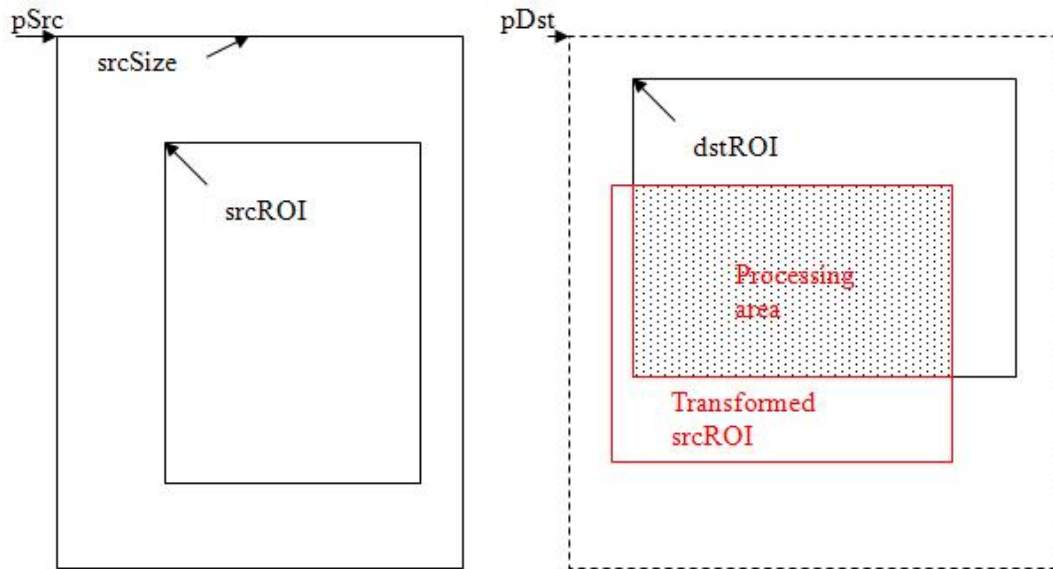 pSrc
srcSize
srcROI
pDst
dstROI
Processing
area
Transformed
srcROI